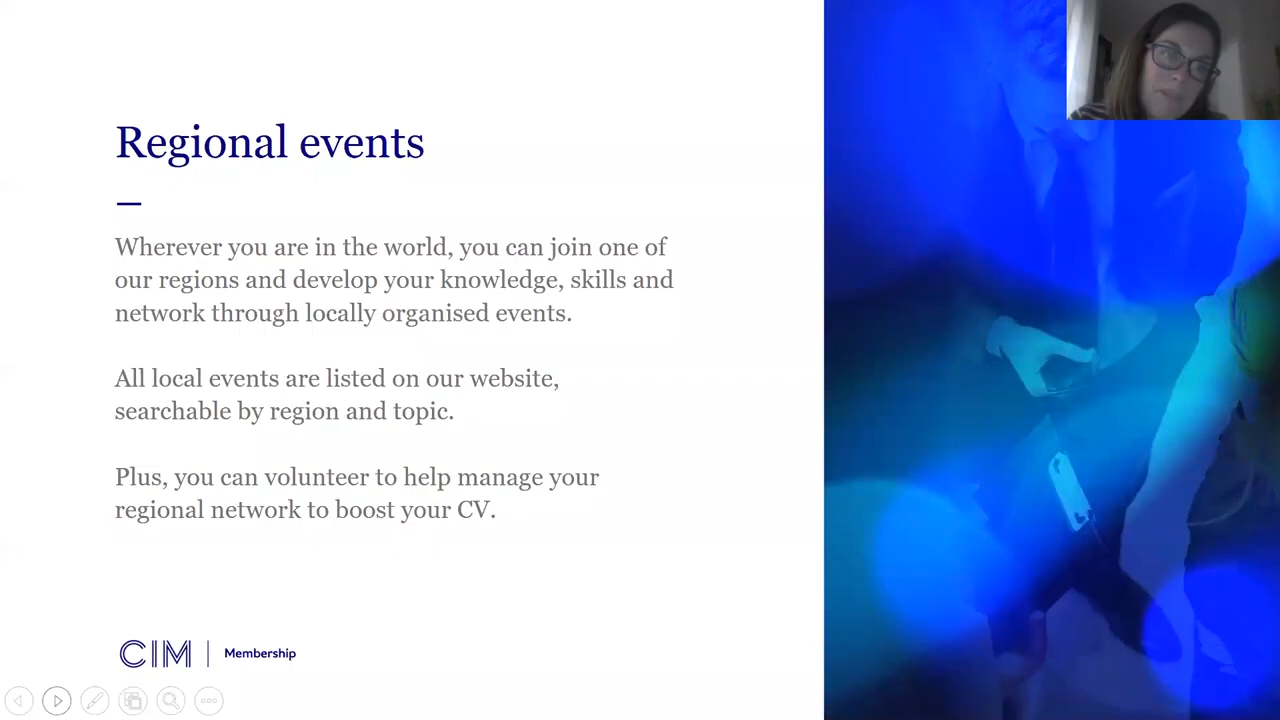 Regional events
Wherever you are in the world, you can join one of
our regions and develop your knowledge, skills and
network through locally organised events.
All local events are listed on our website,
searchable by region and topic.
Plus, you can volunteer to help manage your
regional network to boost your CV.
CIM | Membership